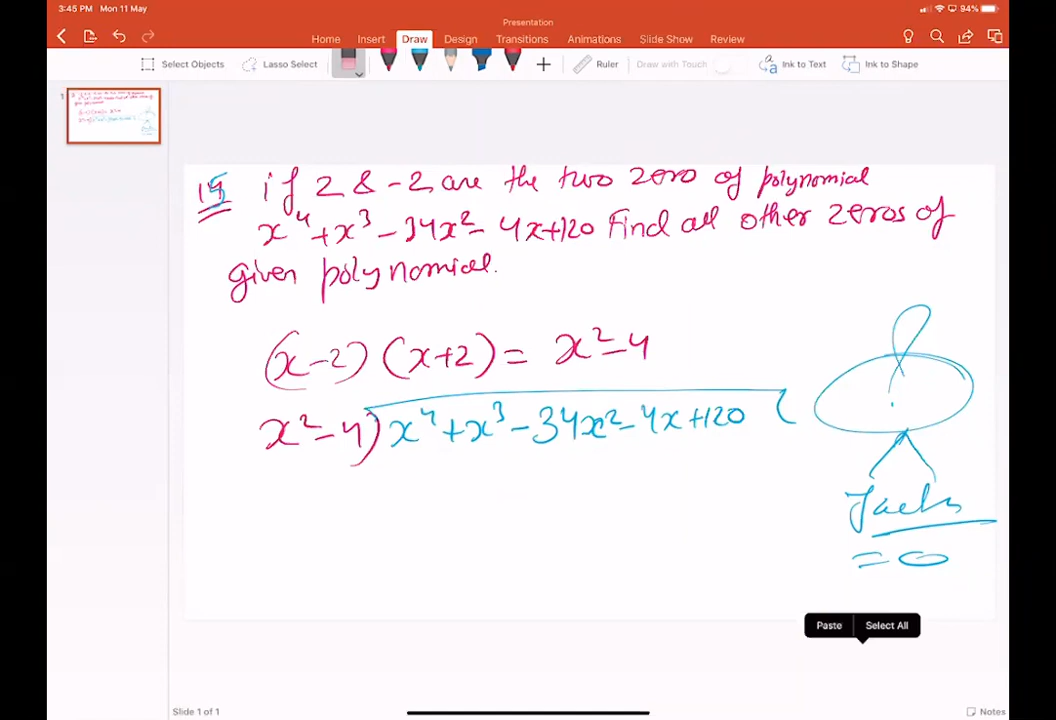 3:45 PM Mon 11 May
94%
Presentation
Home Insert Draw Design Transitions Animations Slide Show Review
Select Objects Lasso Select Ruler Draw with Touch Ink to Text Ink to Shape
1
if 2 & -2 are the two zero of polynomial
x⁴+x³-34x²-4x+120 Find all other zeros of
given polynomical.
(x-2) (x+2) = x²-4
x²-4) x⁴+x³-34x²-4x+120 (
= 0
Paste Select All
Slide 1 of 1
Notes